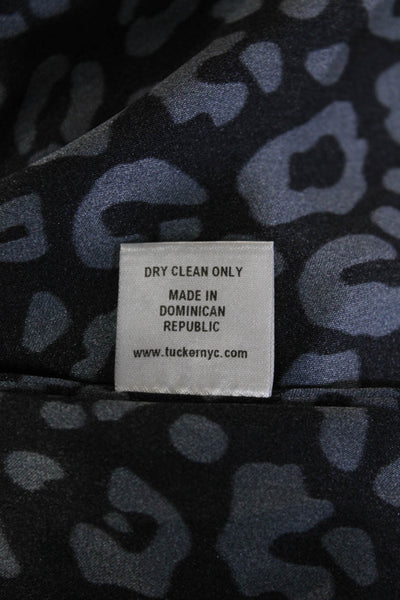 DRY CLEAN ONLY
MADE IN
DOMINICAN
REPUBLIC
www.tuckernyc.com